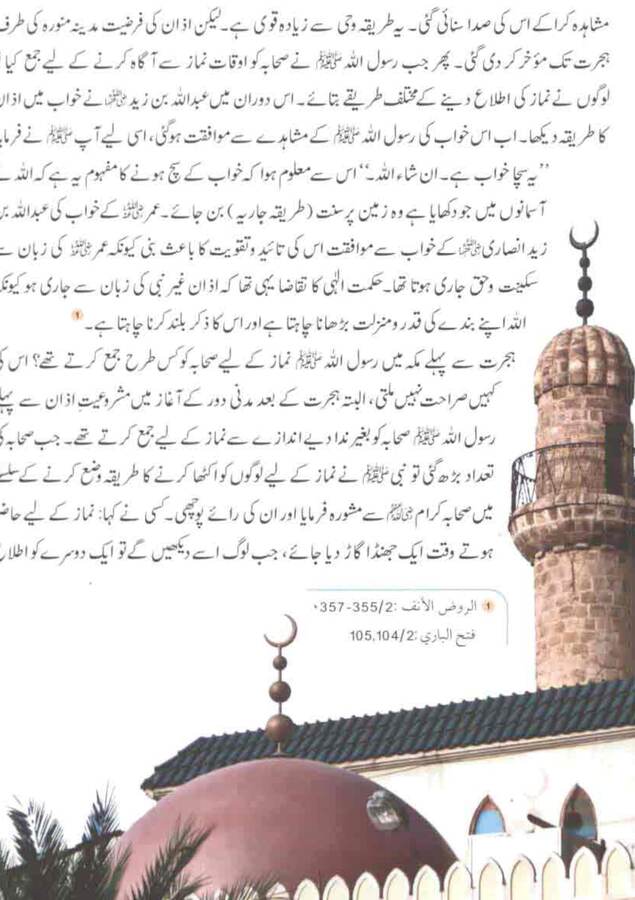 مشاہدہ کرا کے اس کی صدا سنائی گئی۔ یہ طریقہ وحی سے زیادہ قوی ہے۔ لیکن اذان کی فرضیت مدینہ منورہ کی طرف
ہجرت تک مؤخر کر دی گئی۔ پھر جب رسول اللہ ﷺ نے صحابہ کو اوقات نماز سے آگاہ کرنے کے لیے جمع کیا
لوگوں نے نماز کی اطلاع دینے کے مختلف طریقے بتائے۔ اس دوران میں عبداللہ بن زید رضی اللہ عنہ نے خواب میں اذان
کا طریقہ دیکھا۔ اب اس خواب کی رسول اللہ ﷺ کے مشاہدے سے موافقت ہوگئی، اسی لیے آپ ﷺ نے فرمایا
’’یہ سچا خواب ہے۔ ان شاء اللہ۔‘‘ اس سے معلوم ہوا کہ خواب کے سچ ہونے کا مفہوم یہ ہے کہ اللہ نے
آسمانوں میں جو دکھایا ہے وہ زمین پر سنت (طریقہ جاریہ) بن جائے۔ عمر رضی اللہ عنہ کے خواب کی عبداللہ بن
زید انصاری رضی اللہ عنہ کے خواب سے موافقت اس کی تائید و تقویت کا باعث بنی کیونکہ عمر رضی اللہ عنہ کی زبان سے
سکینت و حق جاری ہوتا تھا۔ حکمت الٰہی کا تقاضا یہی تھا کہ اذان غیر نبی کی زبان سے جاری ہو کیونکہ
اللہ اپنے بندے کی قدر و منزلت بڑھانا چاہتا ہے اور اس کا ذکر بلند کرنا چاہتا ہے۔ 1
ہجرت سے پہلے مکہ میں رسول اللہ ﷺ نماز کے لیے صحابہ کو کس طرح جمع کرتے تھے؟ اس کی
کہیں صراحت نہیں ملتی، البتہ ہجرت کے بعد مدنی دور کے آغاز میں مشروعیتِ اذان سے پہلے
رسول اللہ ﷺ صحابہ کو بغیر ندا دیے اندازے سے نماز کے لیے جمع کرتے تھے۔ جب صحابہ کی
تعداد بڑھ گئی تو نبی ﷺ نے نماز کے لیے لوگوں کو اکٹھا کرنے کا طریقہ وضع کرنے کے سلسلے
میں صحابہ کرام رضی اللہ عنہم سے مشورہ فرمایا اور ان کی رائے پوچھی۔ کسی نے کہا: نماز کے لیے حاضر
ہوتے وقت ایک جھنڈا گاڑ دیا جائے، جب لوگ اسے دیکھیں گے تو ایک دوسرے کو اطلاع
1 الروض الأنف: 2/355-357،
فتح الباري: 2/104,105